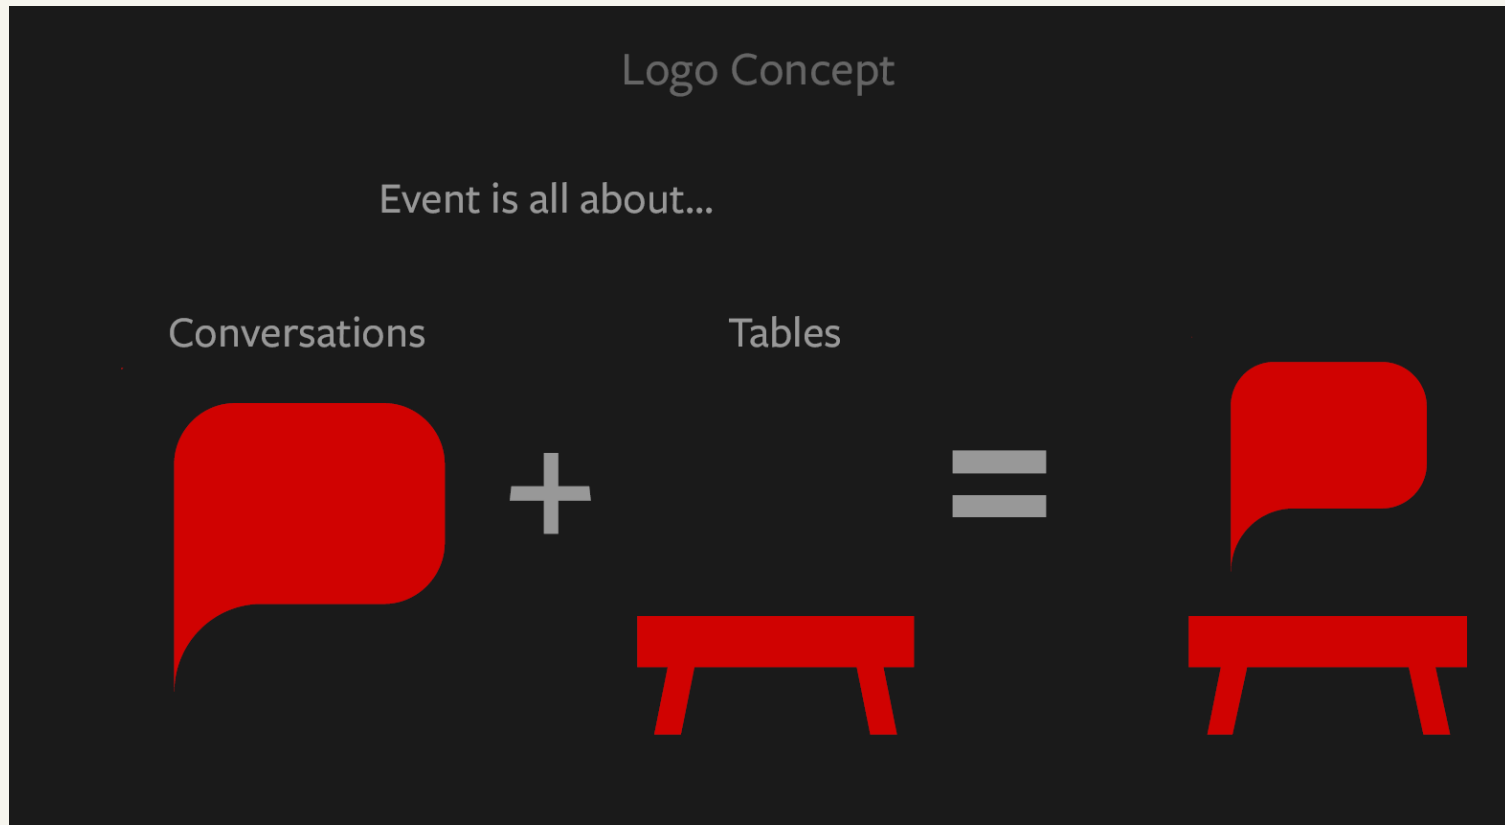 Logo Concept
Event is all about...
Conversations
Tables
+
=